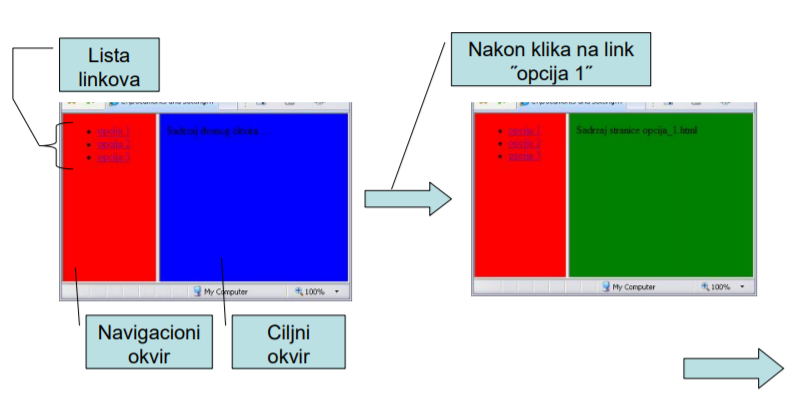 Lista
linkova
Nakon klika na link
˝opcija 1˝
opcija 1
opcija 2
opcija 3
Sadrzaj desnog okvira...
My Computer
100%
opcija 1
opcija 2
opcija 3
Sadrzaj stranice opcija_1.html
My Computer
100%
Navigacioni
okvir
Ciljni
okvir